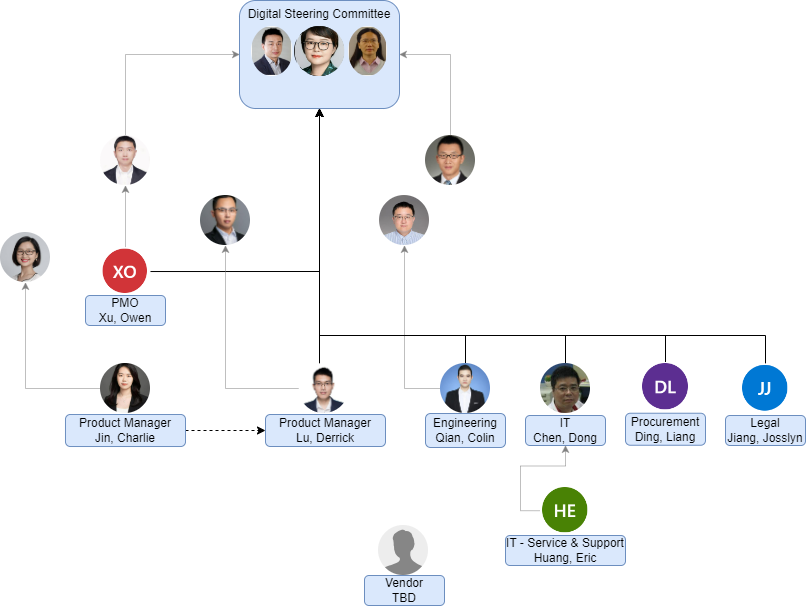 Digital Steering Committee
XO
PMO
Xu, Owen
Product Manager
Jin, Charlie
Product Manager
Lu, Derrick
Engineering
Qian, Colin
IT
Chen, Dong
DL
Procurement
Ding, Liang
JJ
Legal
Jiang, Josslyn
HE
IT - Service & Support
Huang, Eric
Vendor
TBD